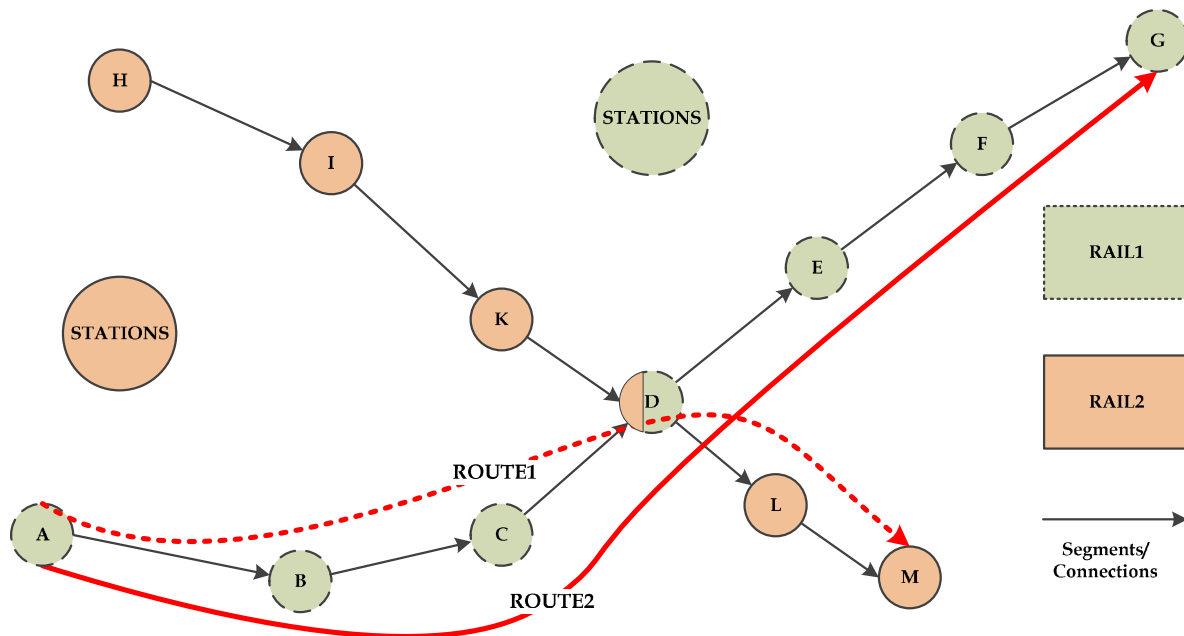 G
H
STATIONS
F
I
RAIL1
E
K
STATIONS
D
RAIL2
ROUTE1
L
A
C
Segments/
Connections
B
M
ROUTE2